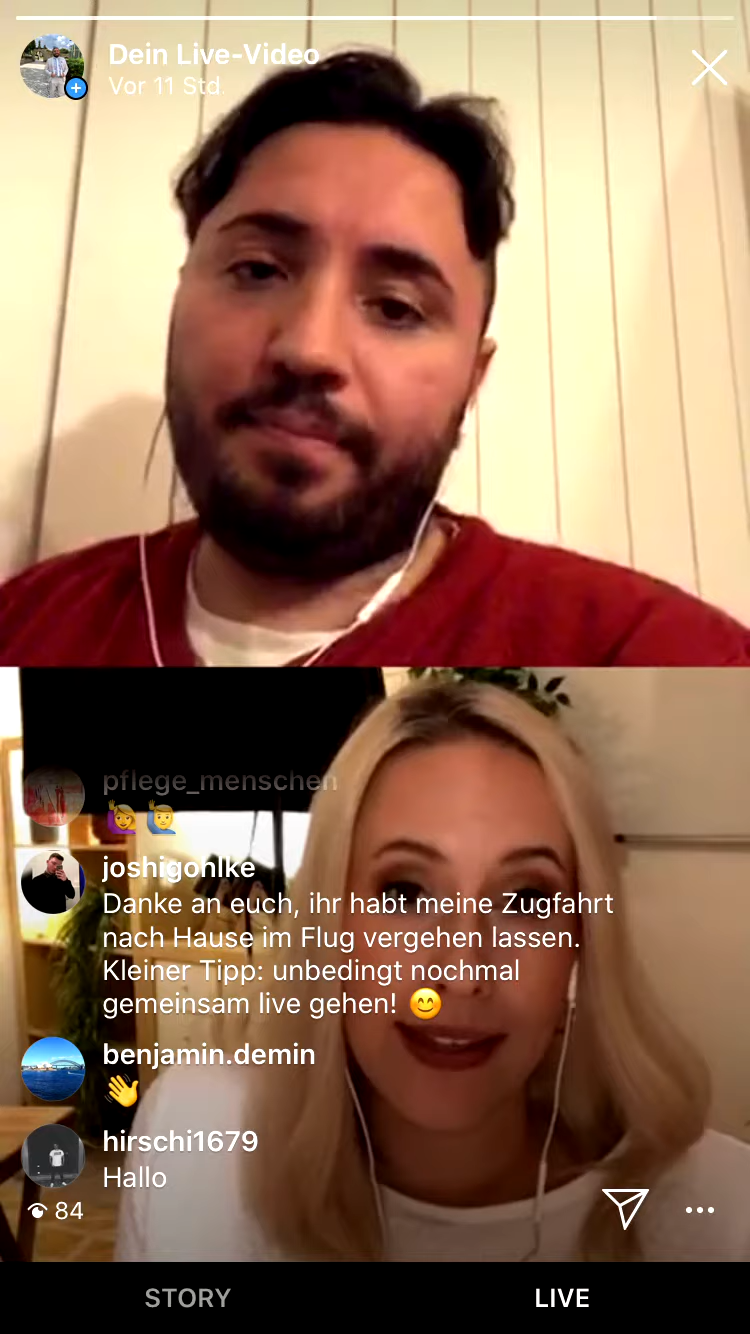 Dein Live-Video
Vor 11 Std.
pflege_menschen
🙋‍♀️🙋‍♂️
joshigohlke
Danke an euch, ihr habt meine Zugfahrt
nach Hause im Flug vergehen lassen.
Kleiner Tipp: unbedingt nochmal
gemeinsam live gehen! 😊
benjamin.demin
👋
hirschi1679
Hallo
84
STORY
LIVE